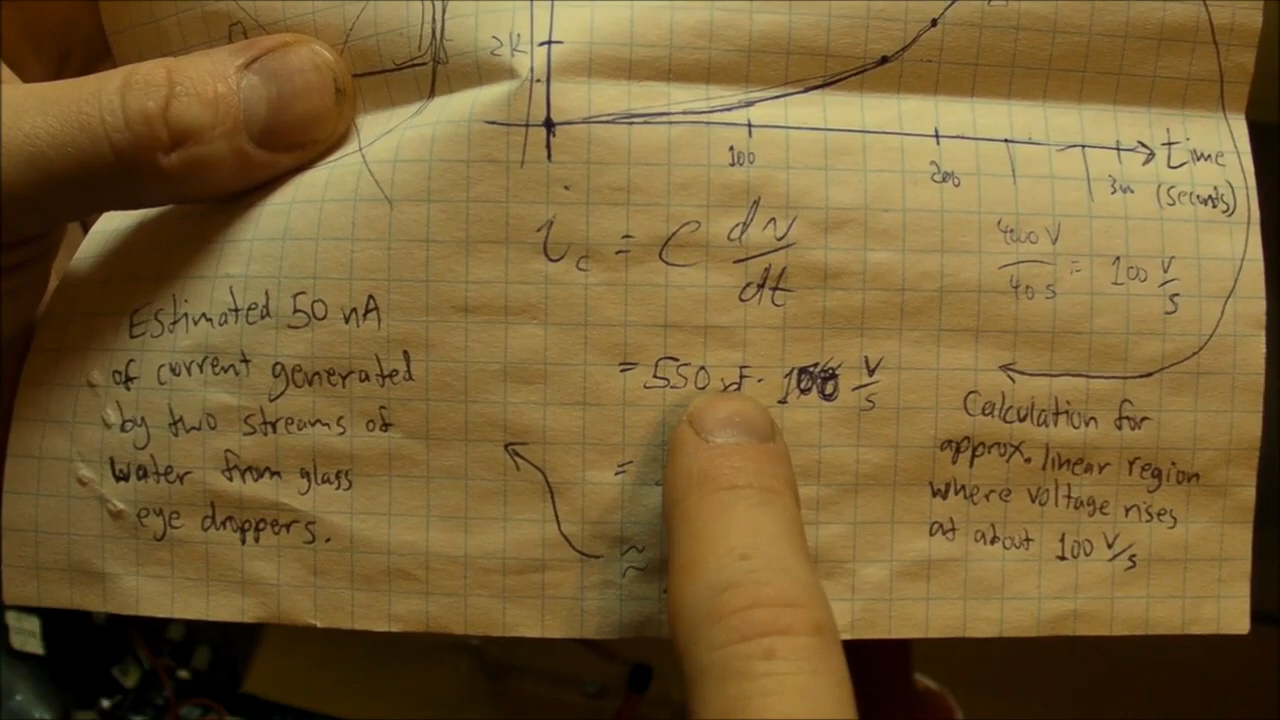 2K
100
200
300
time
(seconds)
i_c = C dv/dt
4000 V / 40 s = 100 V/s
Estimated 50 nA
of current generated
by two streams of
water from glass
eye droppers.
= 550 · 100 V/s
=
≈
Calculation for
approx. linear region
where voltage rises
at about 100 V/s